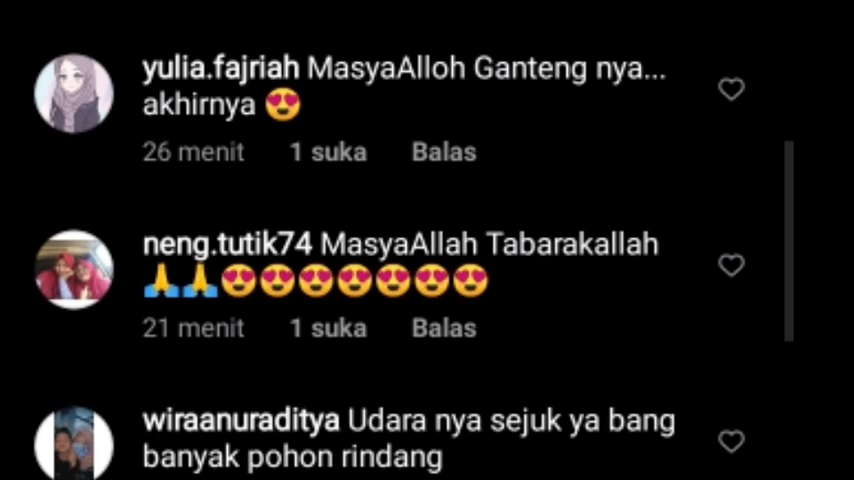 yulia.fajriah MasyaAlloh Ganteng nya...
akhirnya 😍
26 menit 1 suka Balas
neng.tutik74 MasyaAllah Tabarakallah
🙏🙏😍😍😍😍😍😍😍
21 menit 1 suka Balas
wiraanuraditya Udara nya sejuk ya bang
banyak pohon rindang